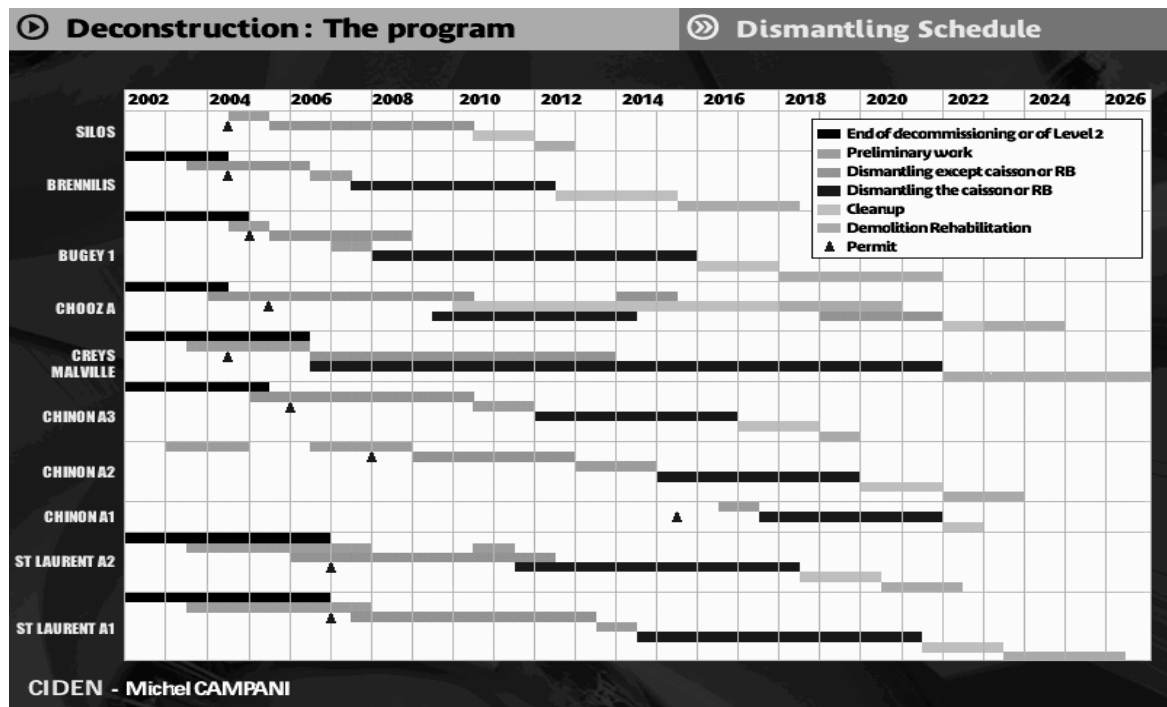 Deconstruction : The program
Dismantling Schedule
2002 2004 2006 2008 2010 2012 2014 2016 2018 2020 2022 2024 2026
SILOS
BRENNILIS
BUGEY 1
CHOOZ A
CREYS
MALVILLE
CHINON A3
CHINON A2
CHINON A1
ST LAURENT A2
ST LAURENT A1
End of decommissioning or of Level 2
Preliminary work
Dismantling except caisson or RB
Dismantling the caisson or RB
Cleanup
Demolition Rehabilitation
Permit
CIDEN - Michel CAMPANI